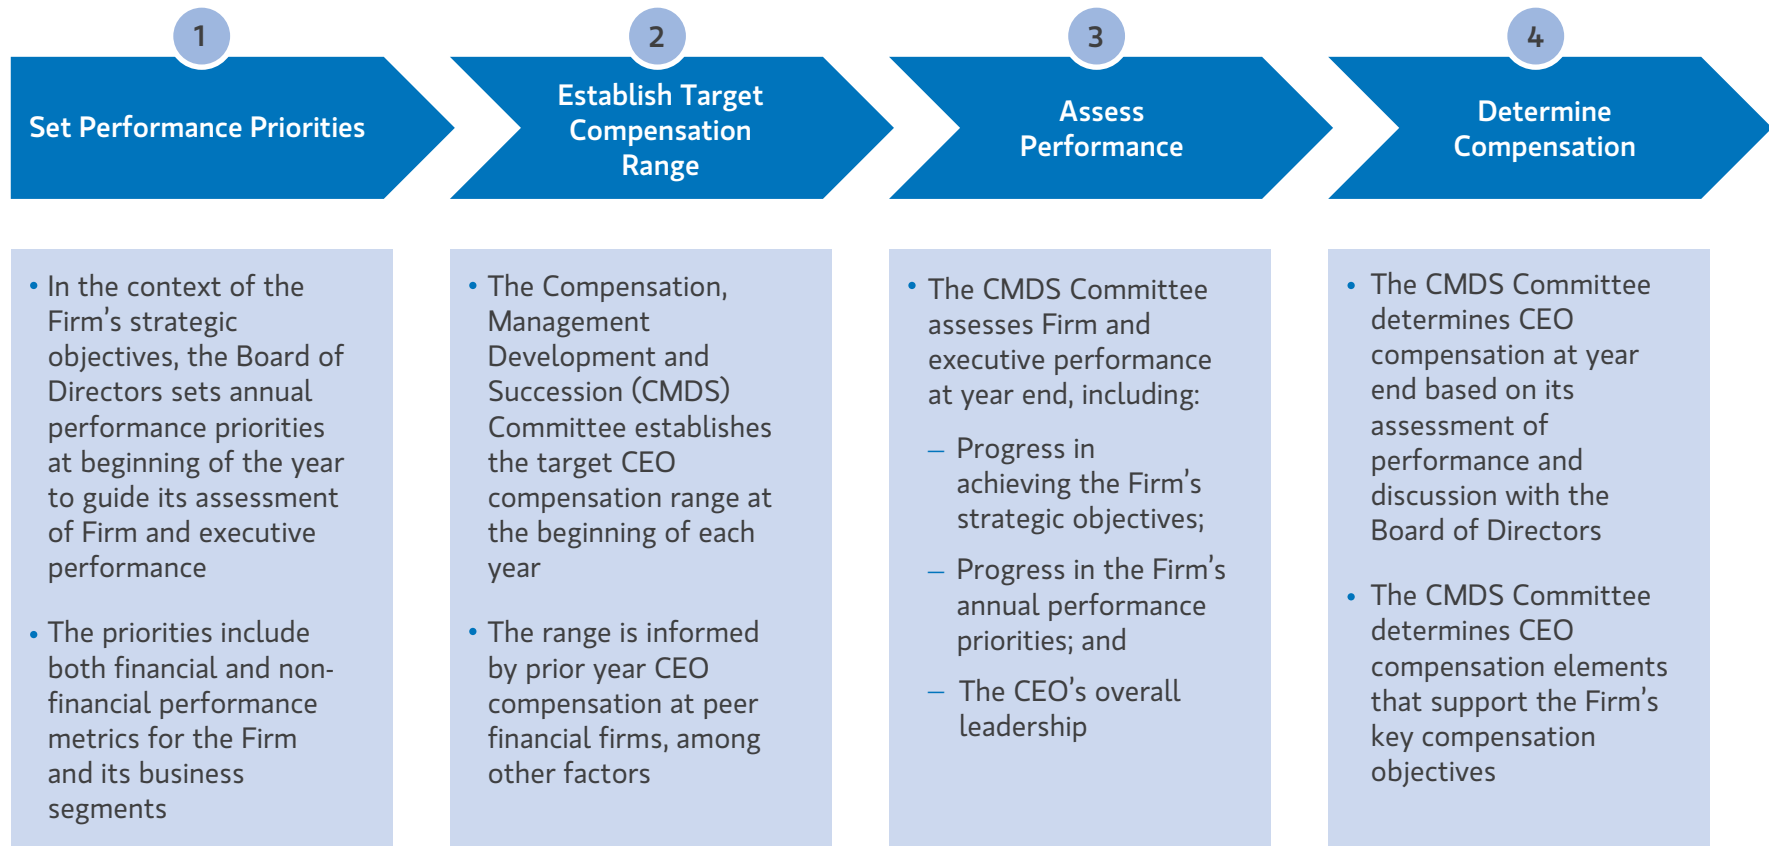 1
Set Performance Priorities
• In the context of the
Firm’s strategic
objectives, the Board of
Directors sets annual
performance priorities
at beginning of the year
to guide its assessment
of Firm and executive
performance
• The priorities include
both financial and non-
financial performance
metrics for the Firm
and its business
segments
2
Establish Target
Compensation
Range
• The Compensation,
Management
Development and
Succession (CMDS)
Committee establishes
the target CEO
compensation range at
the beginning of each
year
• The range is informed
by prior year CEO
compensation at peer
financial firms, among
other factors
3
Assess
Performance
• The CMDS Committee
assesses Firm and
executive performance
at year end, including:
– Progress in
achieving the Firm’s
strategic objectives;
– Progress in the Firm’s
annual performance
priorities; and
– The CEO’s overall
leadership
4
Determine
Compensation
• The CMDS Committee
determines CEO
compensation at year
end based on its
assessment of
performance and
discussion with the
Board of Directors
• The CMDS Committee
determines CEO
compensation elements
that support the Firm’s
key compensation
objectives